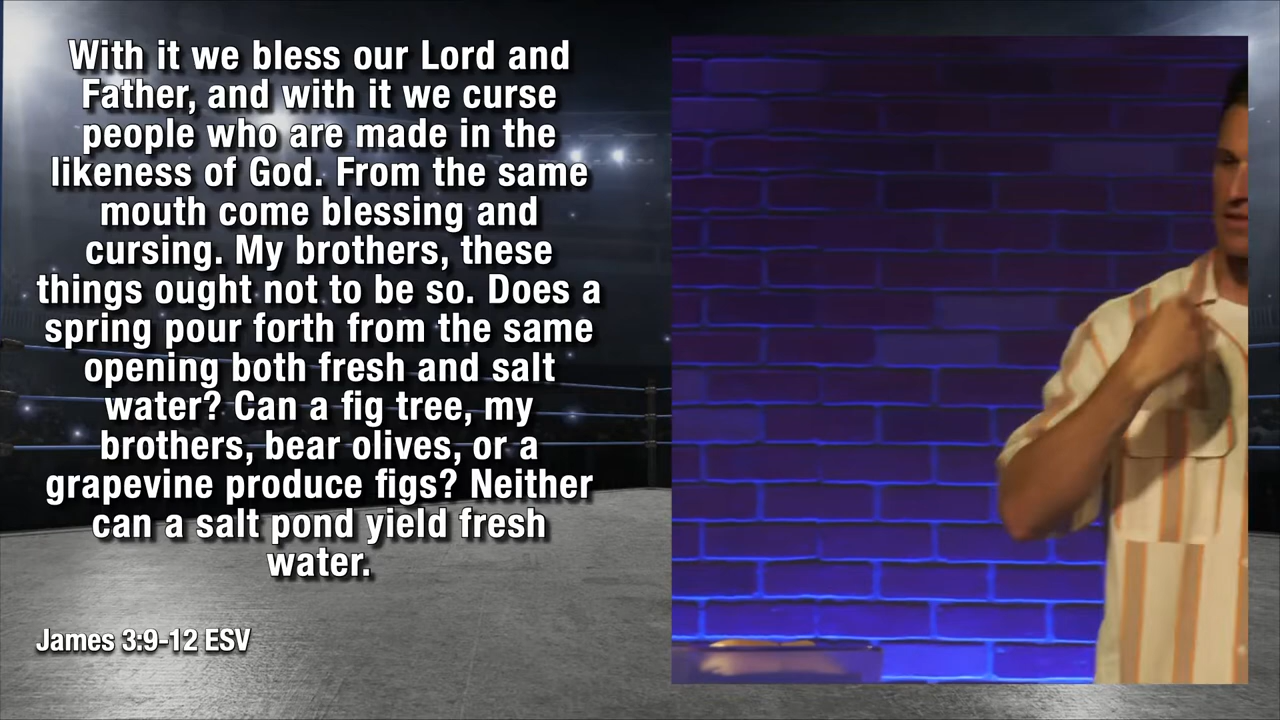 With it we bless our Lord and
Father, and with it we curse
people who are made in the
likeness of God. From the same
mouth come blessing and
cursing. My brothers, these
things ought not to be so. Does a
spring pour forth from the same
opening both fresh and salt
water? Can a fig tree, my
brothers, bear olives, or a
grapevine produce figs? Neither
can a salt pond yield fresh
water.
James 3:9-12 ESV